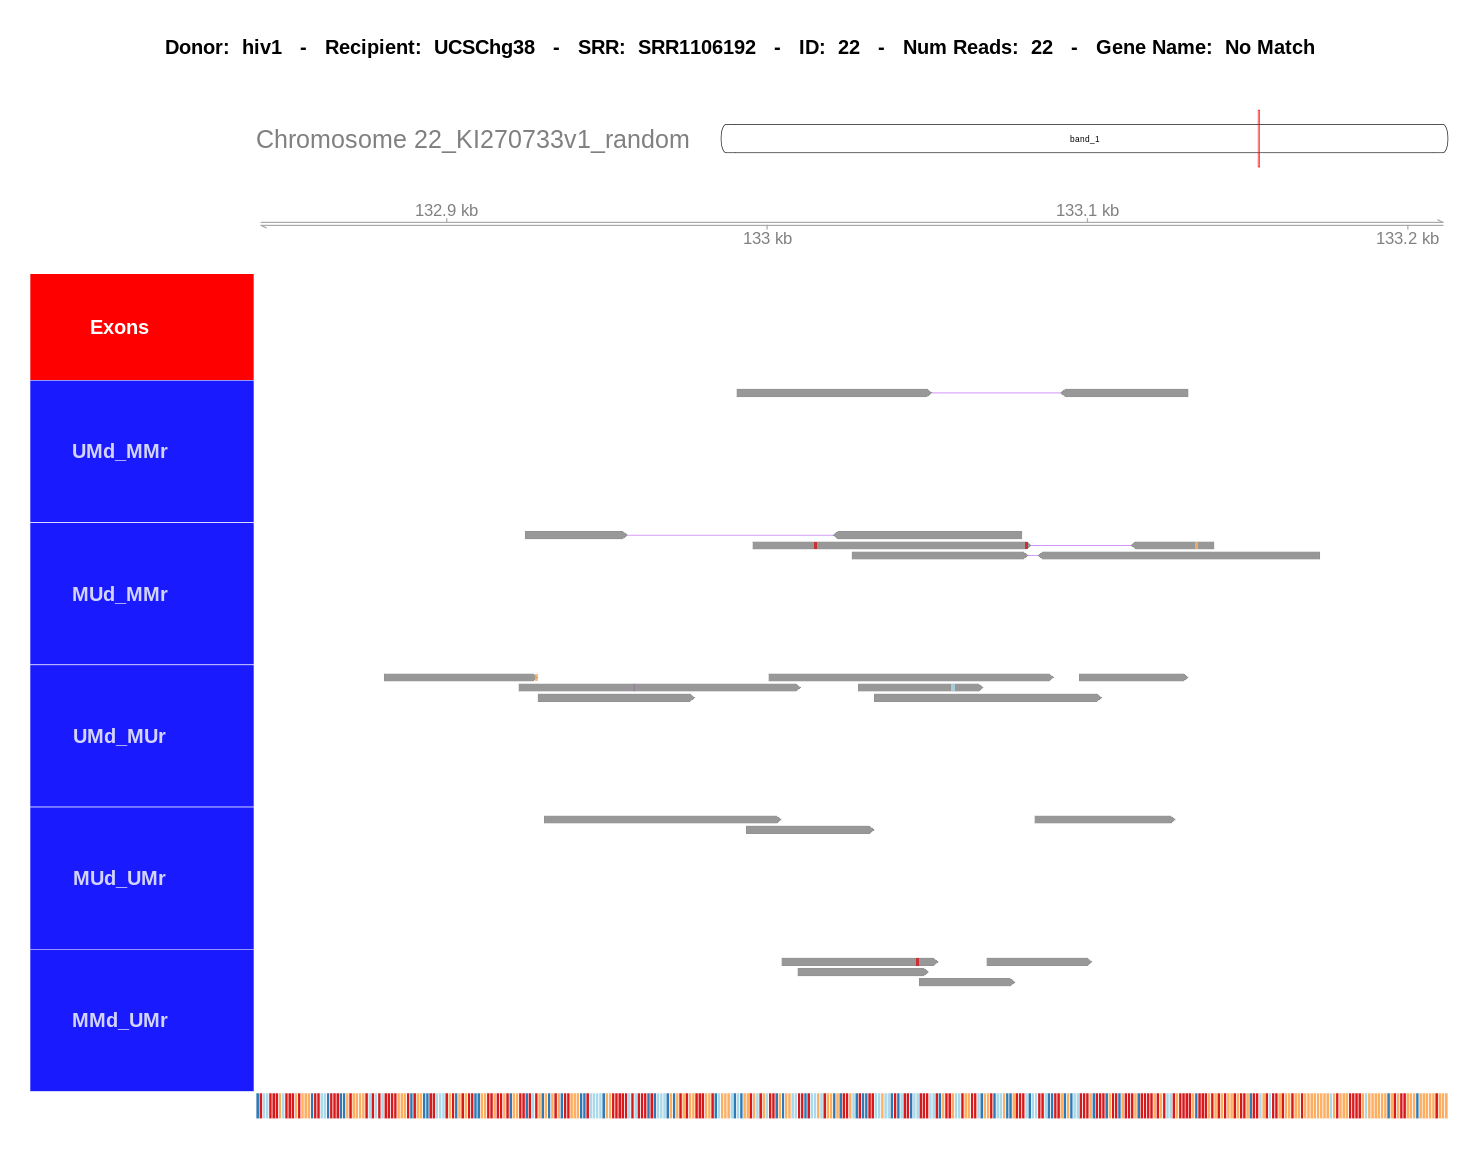 Donor: hiv1 - Recipient: UCSChg38 - SRR: SRR1106192 - ID: 22 - Num Reads: 22 - Gene Name: No Match
Chromosome 22_KI270733v1_random
band_1
132.9 kb
133.1 kb
133 kb
133.2 kb
Exons
UMd_MMr
MUd_MMr
UMd_MUr
MUd_UMr
MMd_UMr